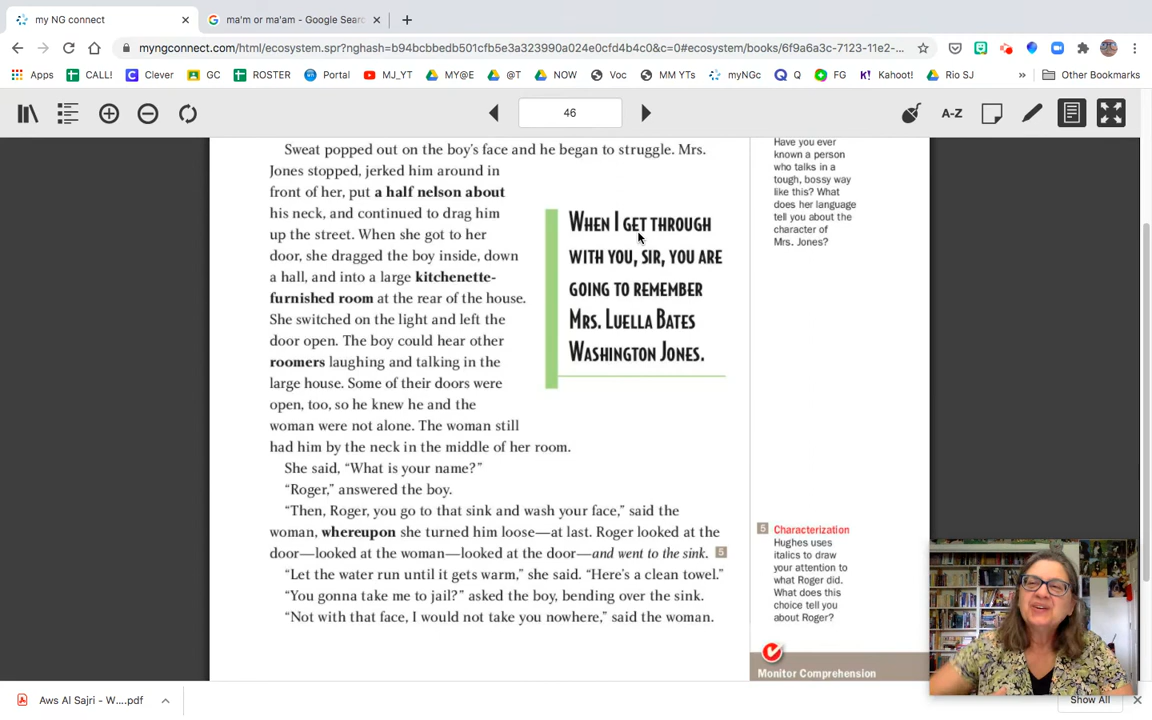 my NG connect
ma'm or ma'am - Google Searc
myngconnect.com/html/ecosystem.spr?nghash=b94bcbbedb501cfb5e3a323990a024e0cfd4b4c0&c=0#ecosystem/books/6f9a6a3c-7123-11e2-...
Apps CALL! Clever GC ROSTER Portal MJ_YT MY@E @T NOW Voc MM YTs myNGc Q FG Kahoot! Rio SJ » Other Bookmarks
46
A-Z
Sweat popped out on the boy's face and he began to struggle. Mrs.
Jones stopped, jerked him around in
front of her, put a half nelson about
his neck, and continued to drag him
up the street. When she got to her
door, she dragged the boy inside, down
a hall, and into a large kitchenette-
furnished room at the rear of the house.
She switched on the light and left the
door open. The boy could hear other
roomers laughing and talking in the
large house. Some of their doors were
open, too, so he knew he and the
woman were not alone. The woman still
had him by the neck in the middle of her room.
She said, “What is your name?”
“Roger,” answered the boy.
“Then, Roger, you go to that sink and wash your face,” said the
woman, whereupon she turned him loose—at last. Roger looked at the
door—looked at the woman—looked at the door—and went to the sink. 5
“Let the water run until it gets warm,” she said. “Here’s a clean towel.”
“You gonna take me to jail?” asked the boy, bending over the sink.
“Not with that face, I would not take you nowhere,” said the woman.
When I get through
with you, sir, you are
going to remember
Mrs. Luella Bates
Washington Jones.
Have you ever
known a person
who talks in a
tough, bossy way
like this? What
does her language
tell you about the
character of
Mrs. Jones?
5 Characterization
Hughes uses
italics to draw
your attention to
what Roger did.
What does this
choice tell you
about Roger?
Monitor Comprehension
Aws Al Sajri - W....pdf
Show All